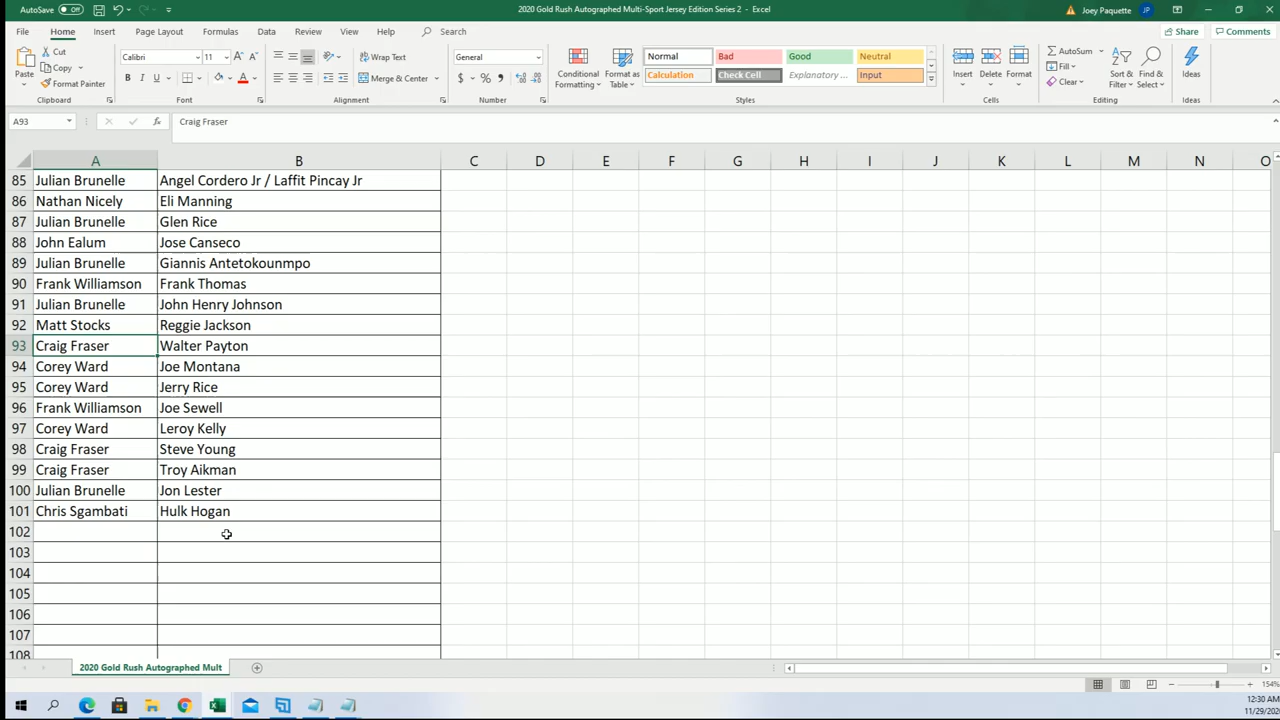 AutoSave Off 2020 Gold Rush Autographed Multi-Sport Jersey Edition Series 2 - Excel Joey Paquette JP
File Home Insert Page Layout Formulas Data Review View Help Search Share Comments
Paste Cut Copy Format Painter Clipboard
Calibri 11 B I U A Font
Wrap Text Merge & Center Alignment
General $ % Number
Conditional Formatting Format as Table
Normal Bad Good Neutral
Calculation Check Cell Explanatory ... Input
Styles
Insert Delete Format Cells
AutoSum Fill Clear Sort & Filter Find & Select Editing
Ideas Ideas
A93 fx Craig Fraser
A B C D E F G H I J K L M N O
85 Julian Brunelle Angel Cordero Jr / Laffit Pincay Jr
86 Nathan Nicely Eli Manning
87 Julian Brunelle Glen Rice
88 John Ealum Jose Canseco
89 Julian Brunelle Giannis Antetokounmpo
90 Frank Williamson Frank Thomas
91 Julian Brunelle John Henry Johnson
92 Matt Stocks Reggie Jackson
93 Craig Fraser Walter Payton
94 Corey Ward Joe Montana
95 Corey Ward Jerry Rice
96 Frank Williamson Joe Sewell
97 Corey Ward Leroy Kelly
98 Craig Fraser Steve Young
99 Craig Fraser Troy Aikman
100 Julian Brunelle Jon Lester
101 Chris Sgambati Hulk Hogan
102
103
104
105
106
107
108
2020 Gold Rush Autographed Mult
154%
12:30 AM
11/29/202